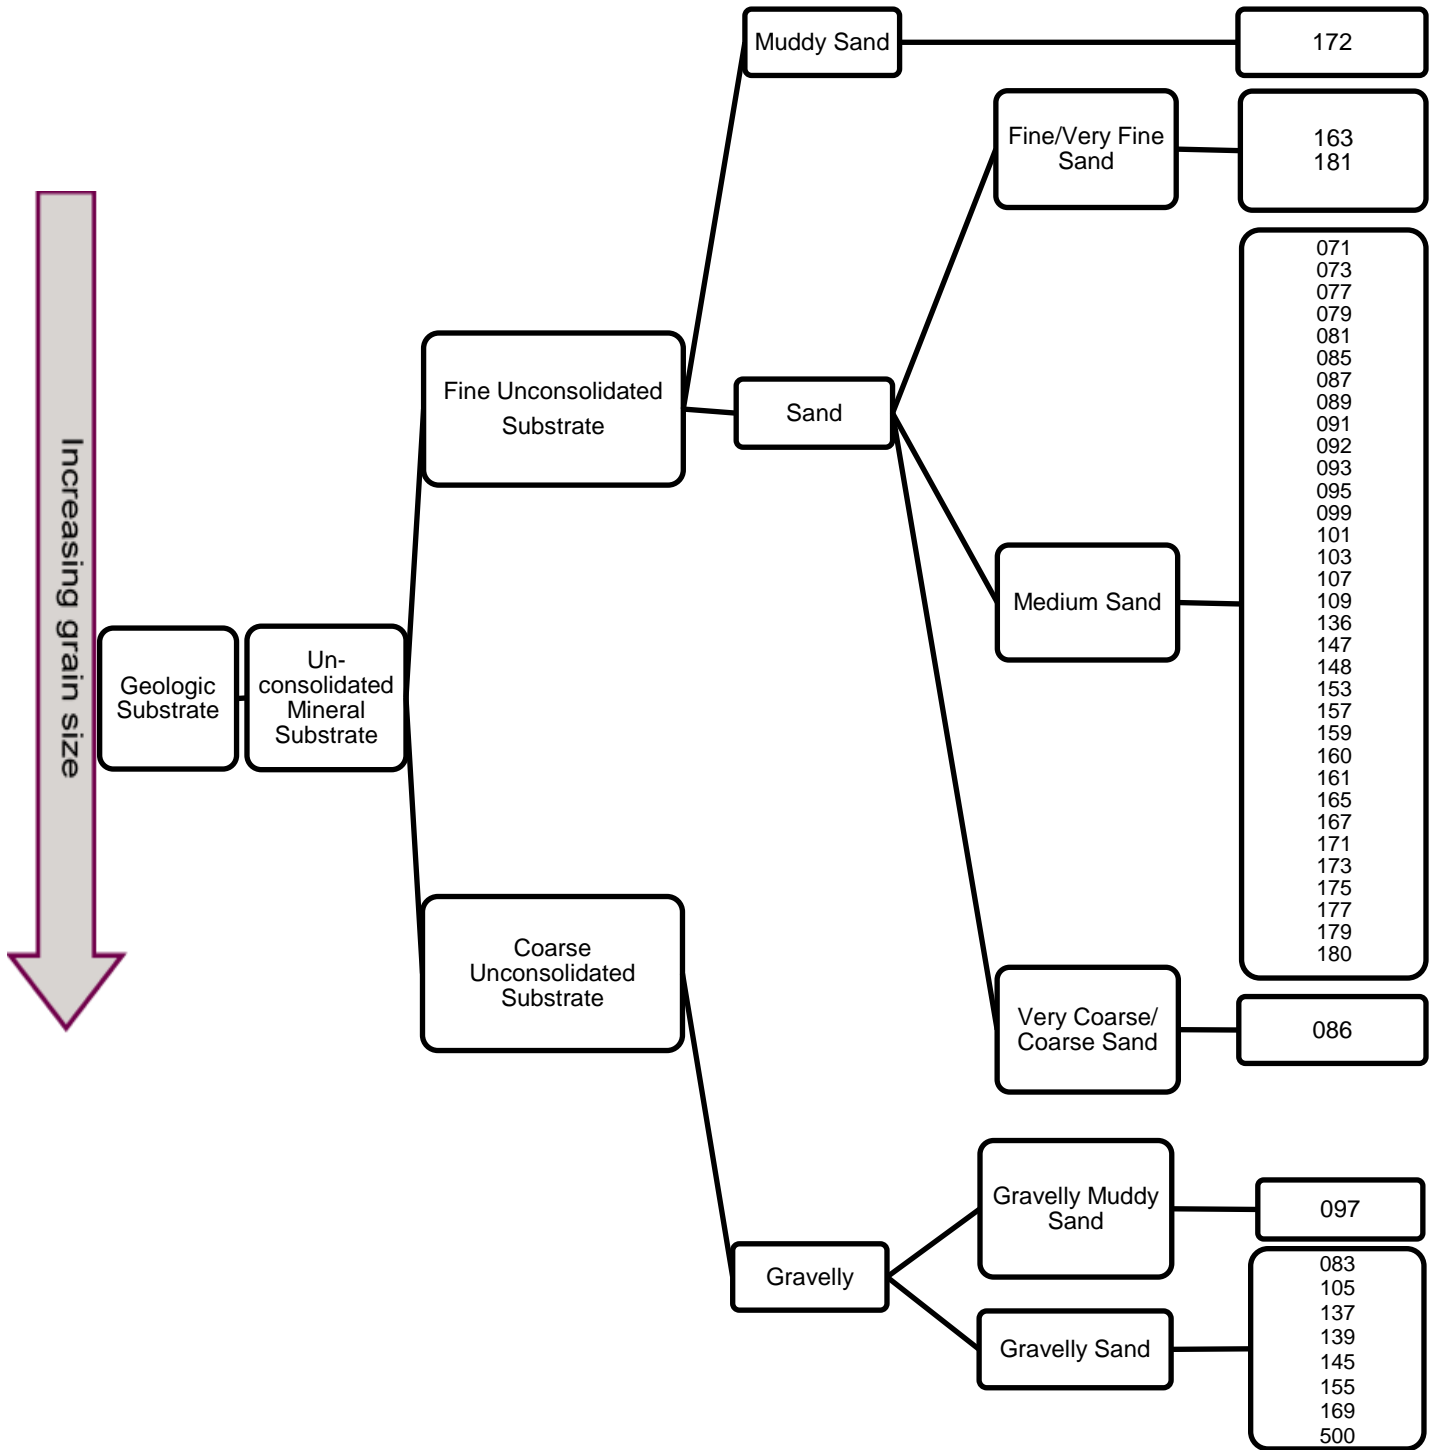 Muddy Sand
172
Fine/Very Fine
Sand
163
181
071
073
077
079
081
085
087
089
091
092
093
095
099
101
103
107
109
136
147
148
153
157
159
160
161
165
167
171
173
175
177
179
180
Fine Unconsolidated
Substrate
Sand
Medium Sand
Increasing grain size
Geologic
Substrate
Un-
consolidated
Mineral
Substrate
Coarse
Unconsolidated
Substrate
Very Coarse/
Coarse Sand
086
Gravelly Muddy
Sand
097
Gravelly
Gravelly Sand
083
105
137
139
145
155
169
500